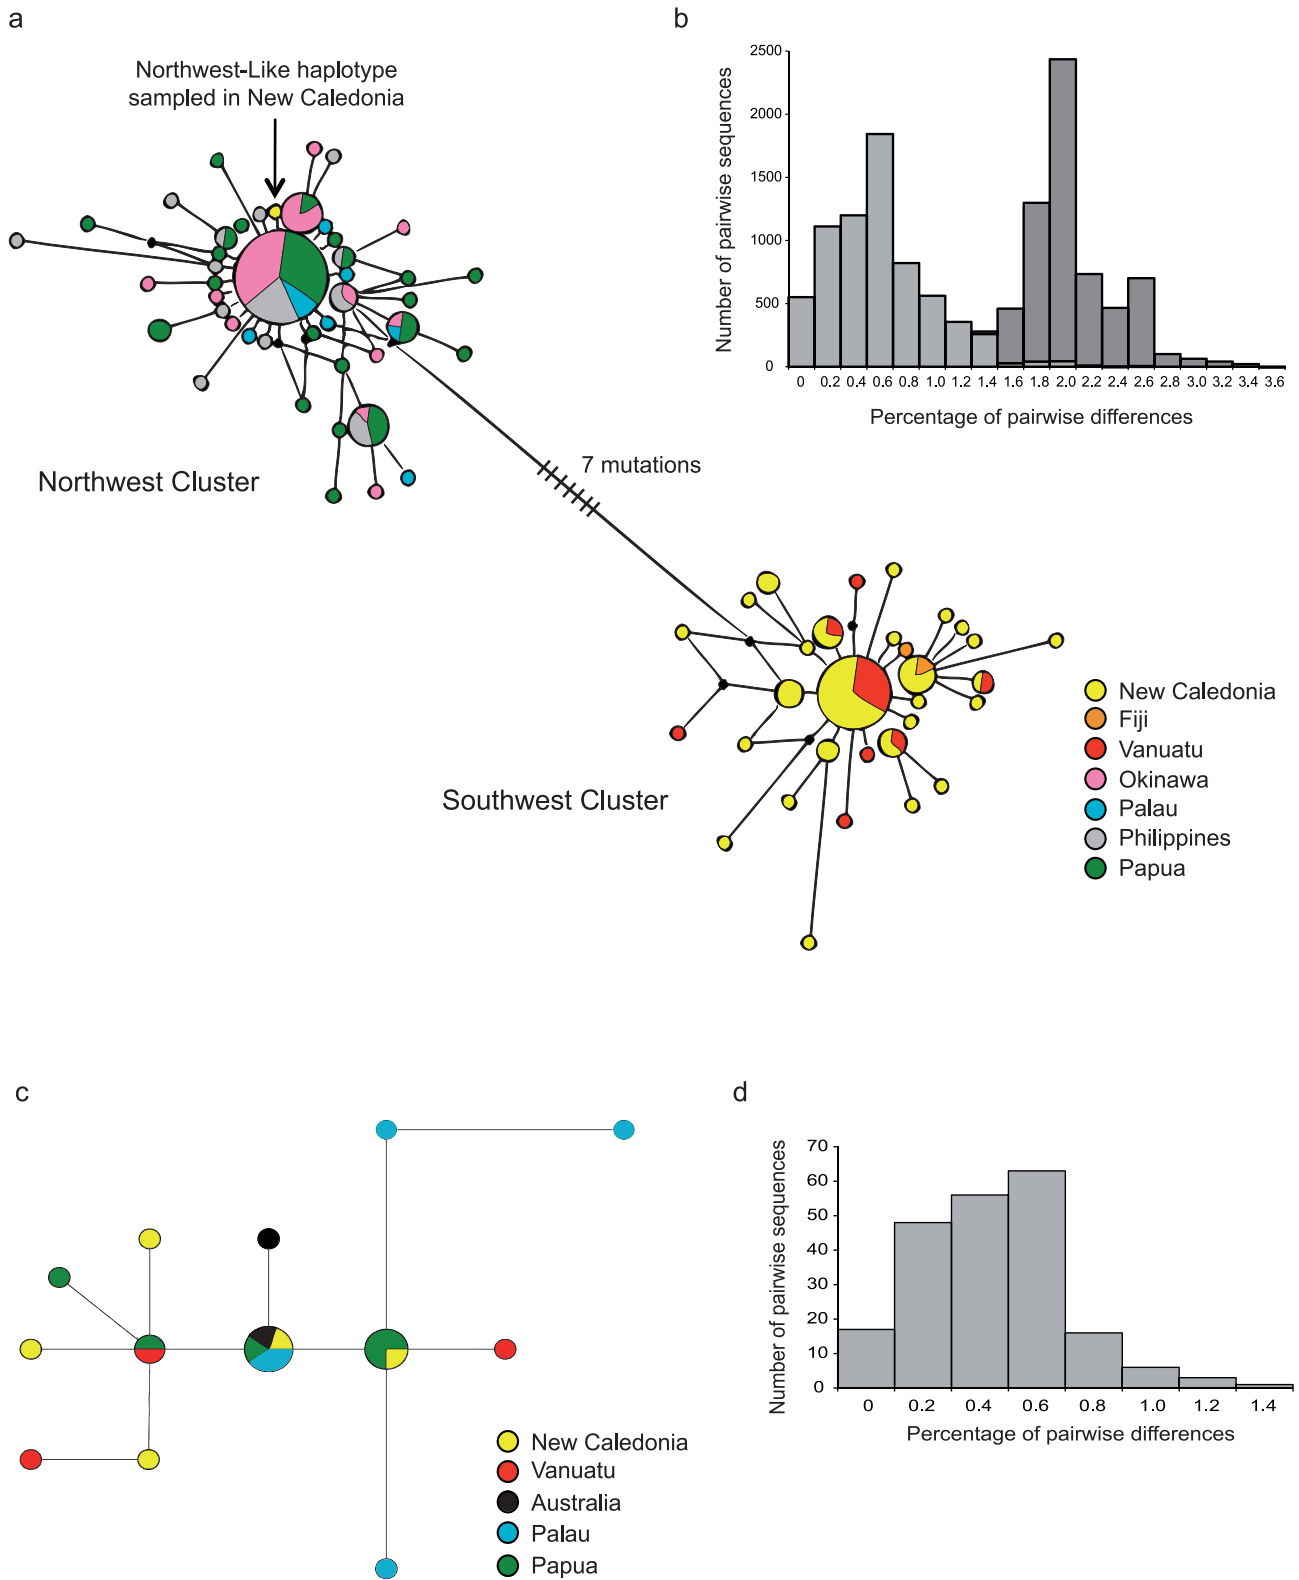 a
Northwest-Like haplotype
sampled in New Caledonia
7 mutations
Northwest Cluster
Southwest Cluster
New Caledonia
Fiji
Vanuatu
Okinawa
Palau
Philippines
Papua
b
Number of pairwise sequences
2500
2000
1500
1000
500
0
0 0.2 0.4 0.6 0.8 1.0 1.2 1.4 1.6 1.8 2.0 2.2 2.4 2.6 2.8 3.0 3.2 3.4 3.6
Percentage of pairwise differences
c
New Caledonia
Vanuatu
Australia
Palau
Papua
d
Number of pairwise sequences
70
60
50
40
30
20
10
0
0 0.2 0.4 0.6 0.8 1.0 1.2 1.4
Percentage of pairwise differences